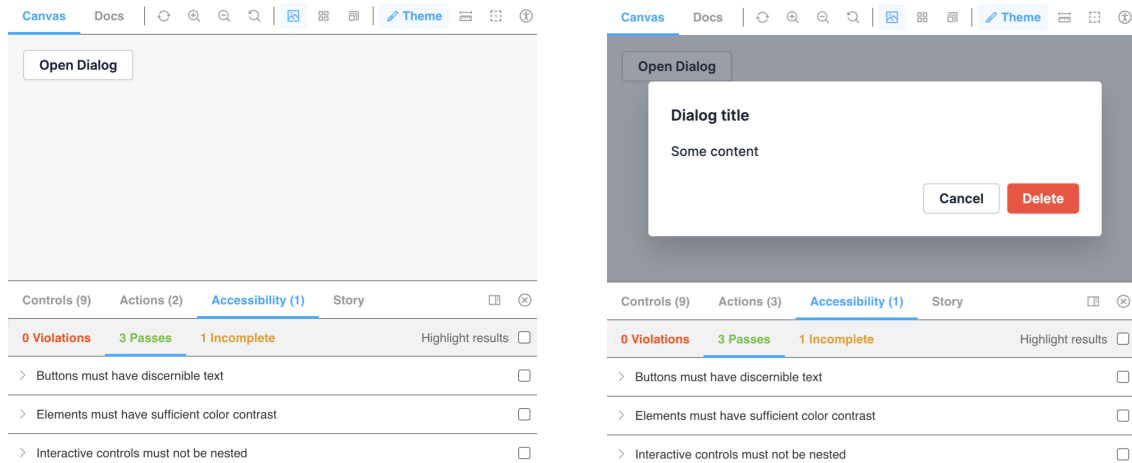 Canvas Docs Theme
Open Dialog
Controls (9) Actions (2) Accessibility (1) Story
0 Violations 3 Passes 1 Incomplete Highlight results
Buttons must have discernible text
Elements must have sufficient color contrast
Interactive controls must not be nested
Canvas Docs Theme
Open Dialog
Dialog title
Some content
Cancel Delete
Controls (9) Actions (3) Accessibility (1) Story
0 Violations 3 Passes 1 Incomplete Highlight results
Buttons must have discernible text
Elements must have sufficient color contrast
Interactive controls must not be nested